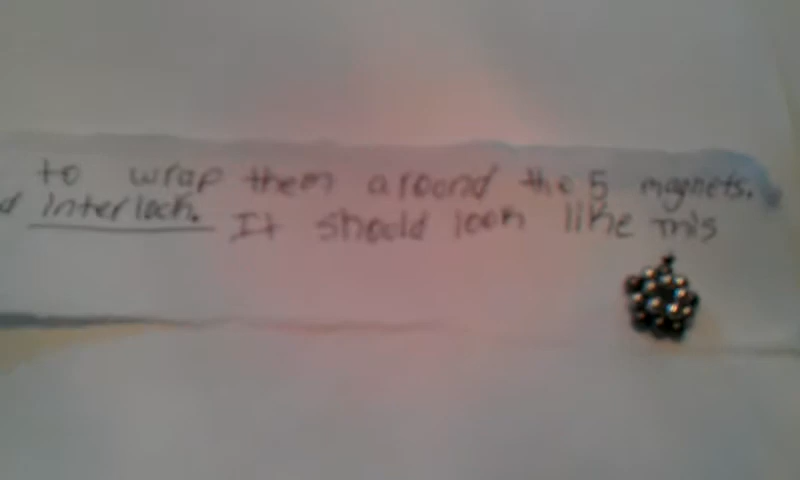 to wrap them around the 5 magnets.
interlock. It should look like this